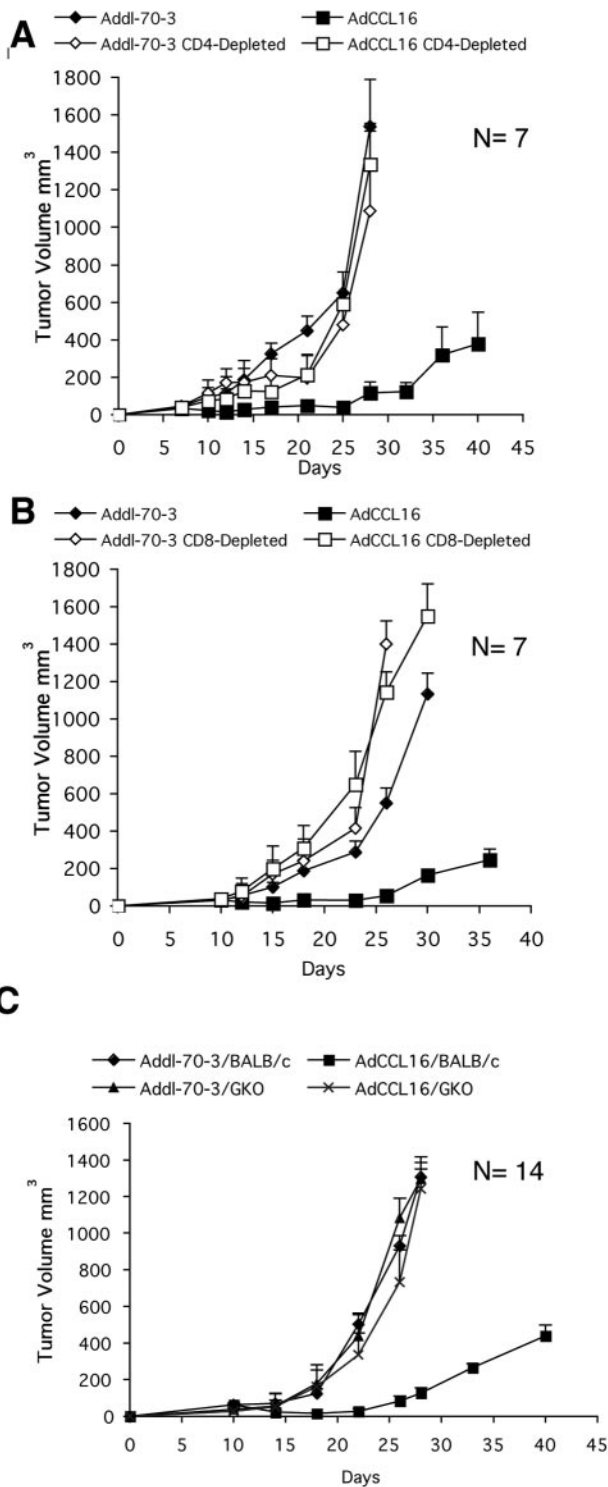 A
Addl-70-3 AdCCL16
Addl-70-3 CD4-Depleted AdCCL16 CD4-Depleted
1800
1600
1400
1200
1000
800
600
400
200
0
Tumor Volume mm³
N= 7
0 5 10 15 20 25 30 35 40 45
Days
B
Addl-70-3 AdCCL16
Addl-70-3 CD8-Depleted AdCCL16 CD8-Depleted
1800
1600
1400
1200
1000
800
600
400
200
0
Tumor Volume mm³
N= 7
0 5 10 15 20 25 30 35 40
Days
C
Addl-70-3/BALB/c AdCCL16/BALB/c
Addl-70-3/GKO AdCCL16/GKO
1600
1400
1200
1000
800
600
400
200
0
Tumor Volume mm³
N= 14
0 5 10 15 20 25 30 35 40 45
Days